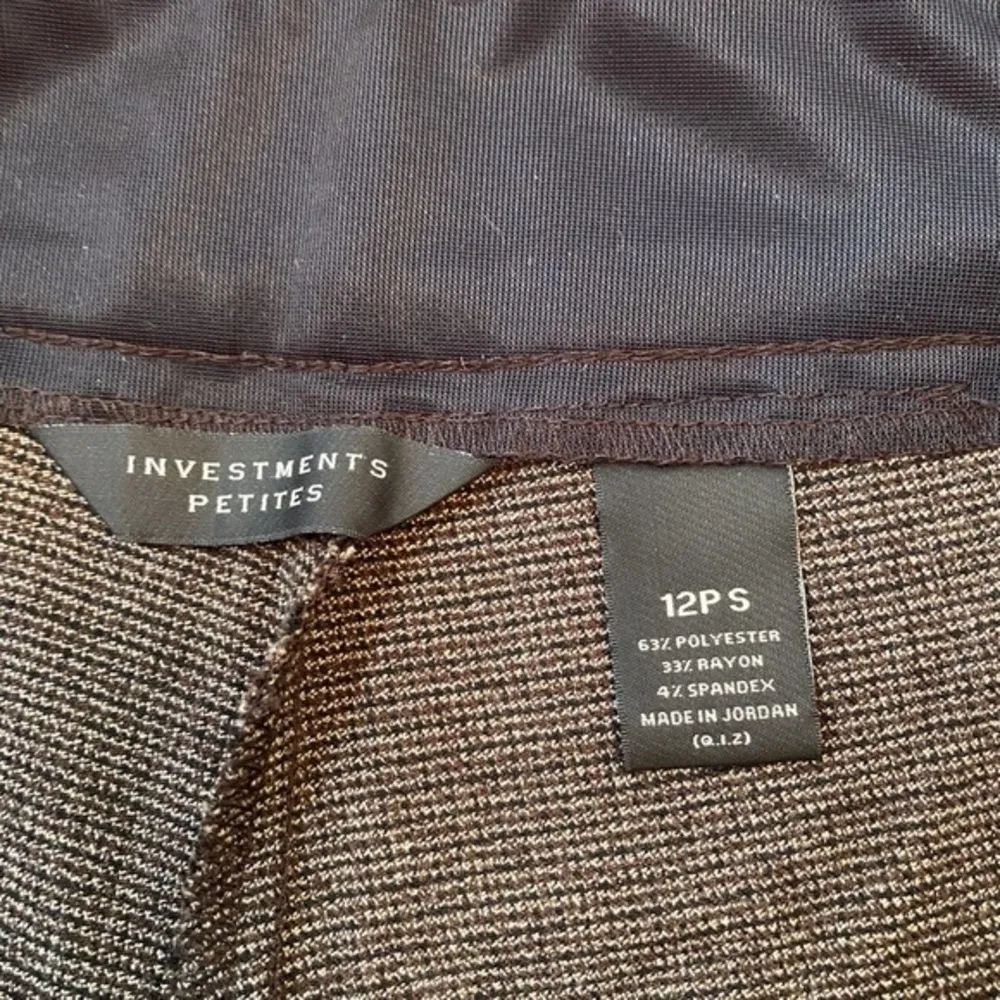 INVESTMENTS
PETITES
12P S
63% POLYESTER
33% RAYON
4% SPANDEX
MADE IN JORDAN
(Q.I.Z)